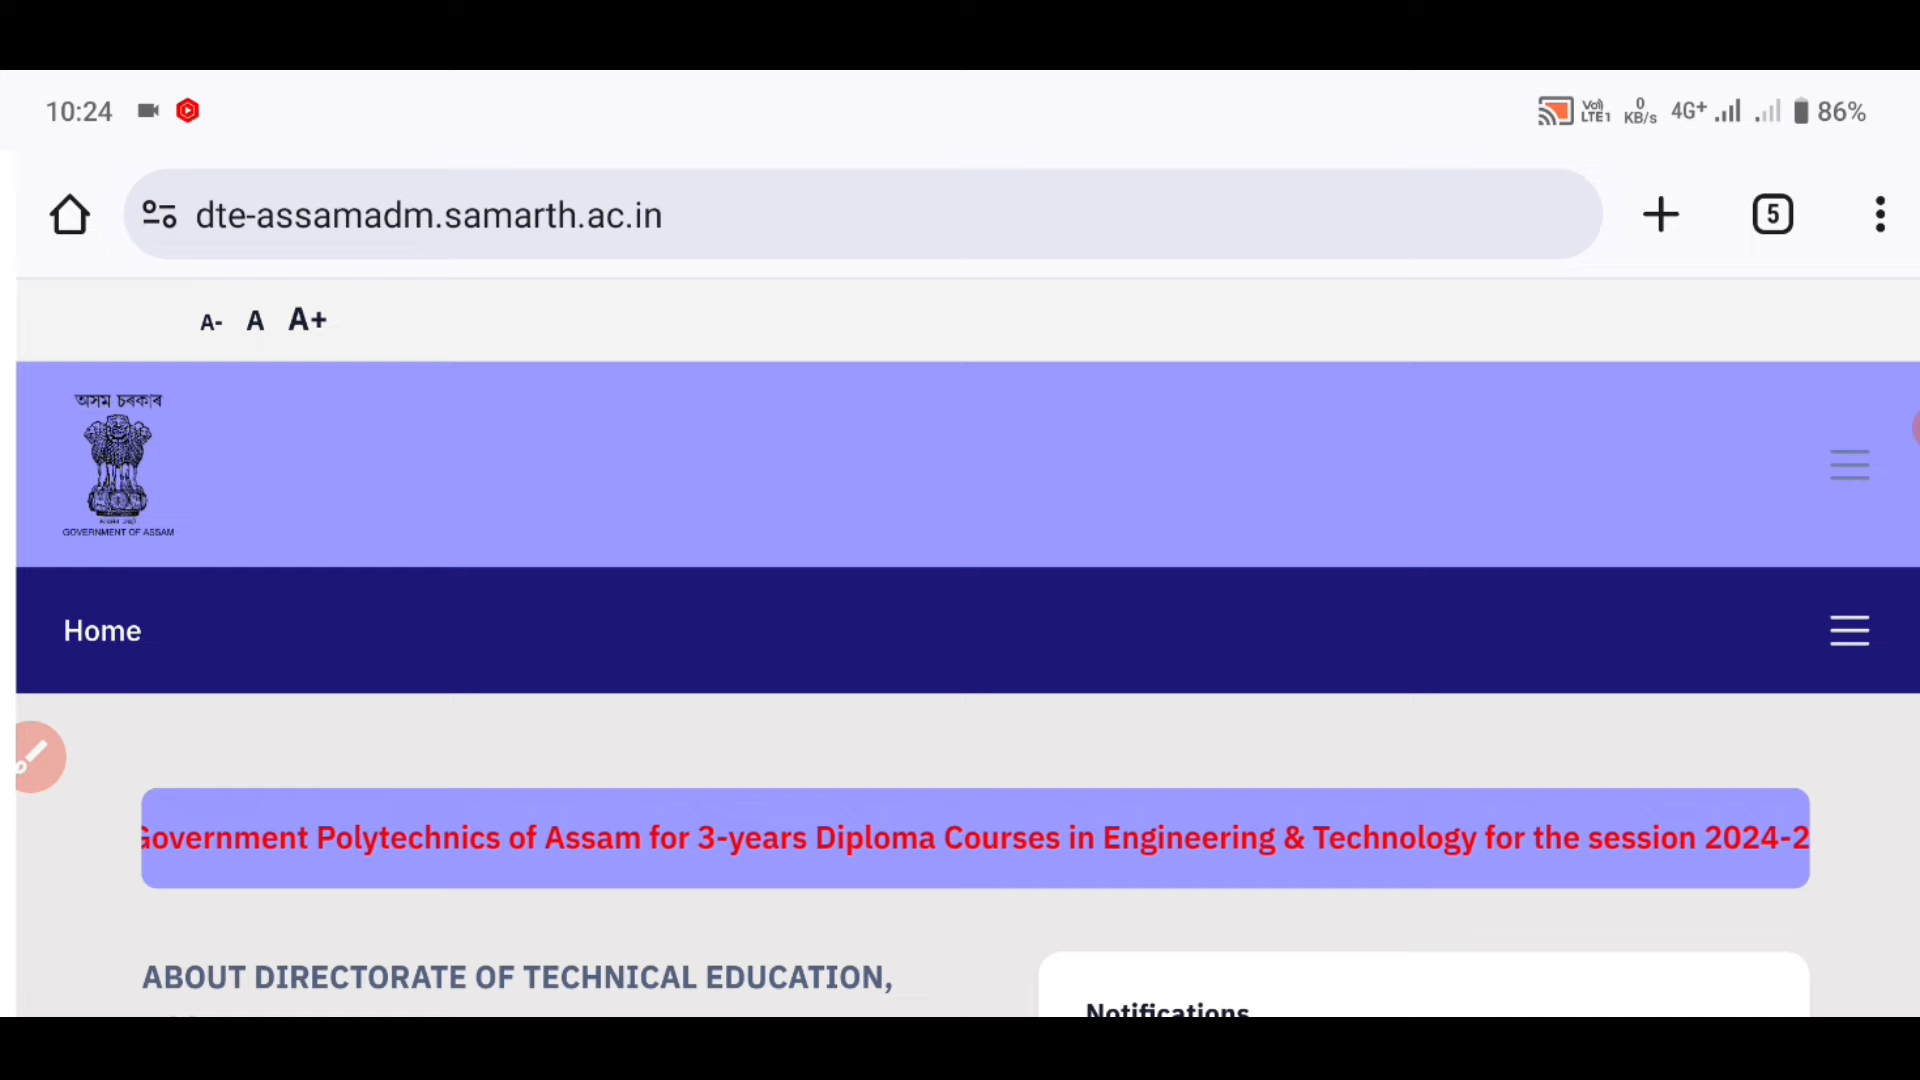 10:24
Vo) LTE1
0 KB/s
4G+
86%
dte-assamadm.samarth.ac.in
5
A- A A+
অসম চৰকাৰ
GOVERNMENT OF ASSAM
Home
Government Polytechnics of Assam for 3-years Diploma Courses in Engineering & Technology for the session 2024-2
ABOUT DIRECTORATE OF TECHNICAL EDUCATION,
Notifications